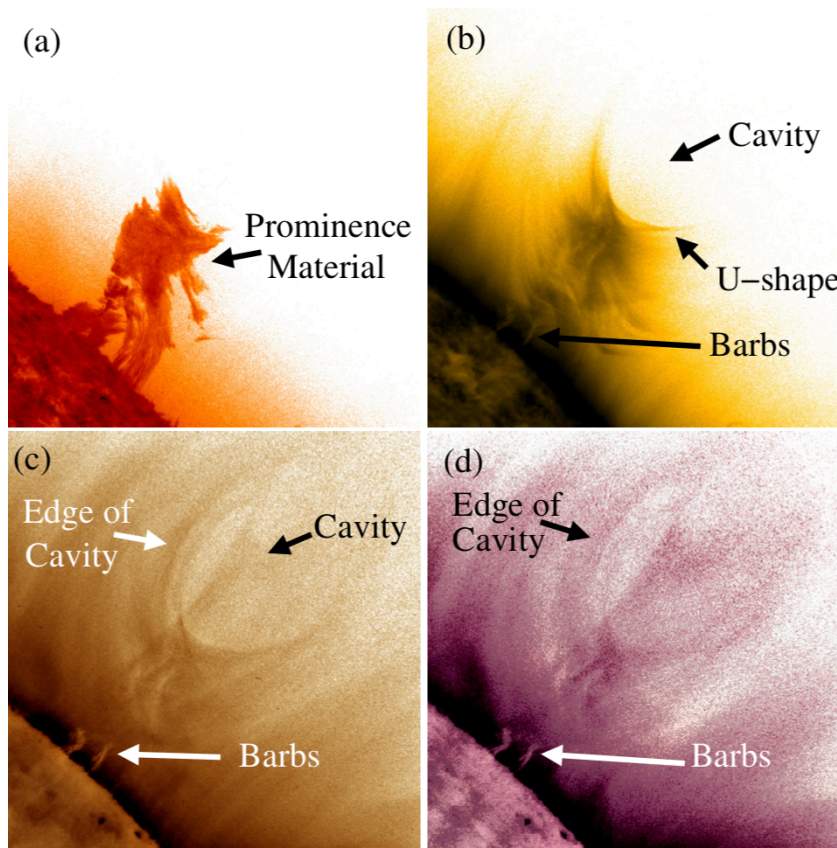 (a)
Prominence
Material
(b)
Cavity
U−shape
Barbs
(c)
Edge of
Cavity
Cavity
Barbs
(d)
Edge of
Cavity
Barbs